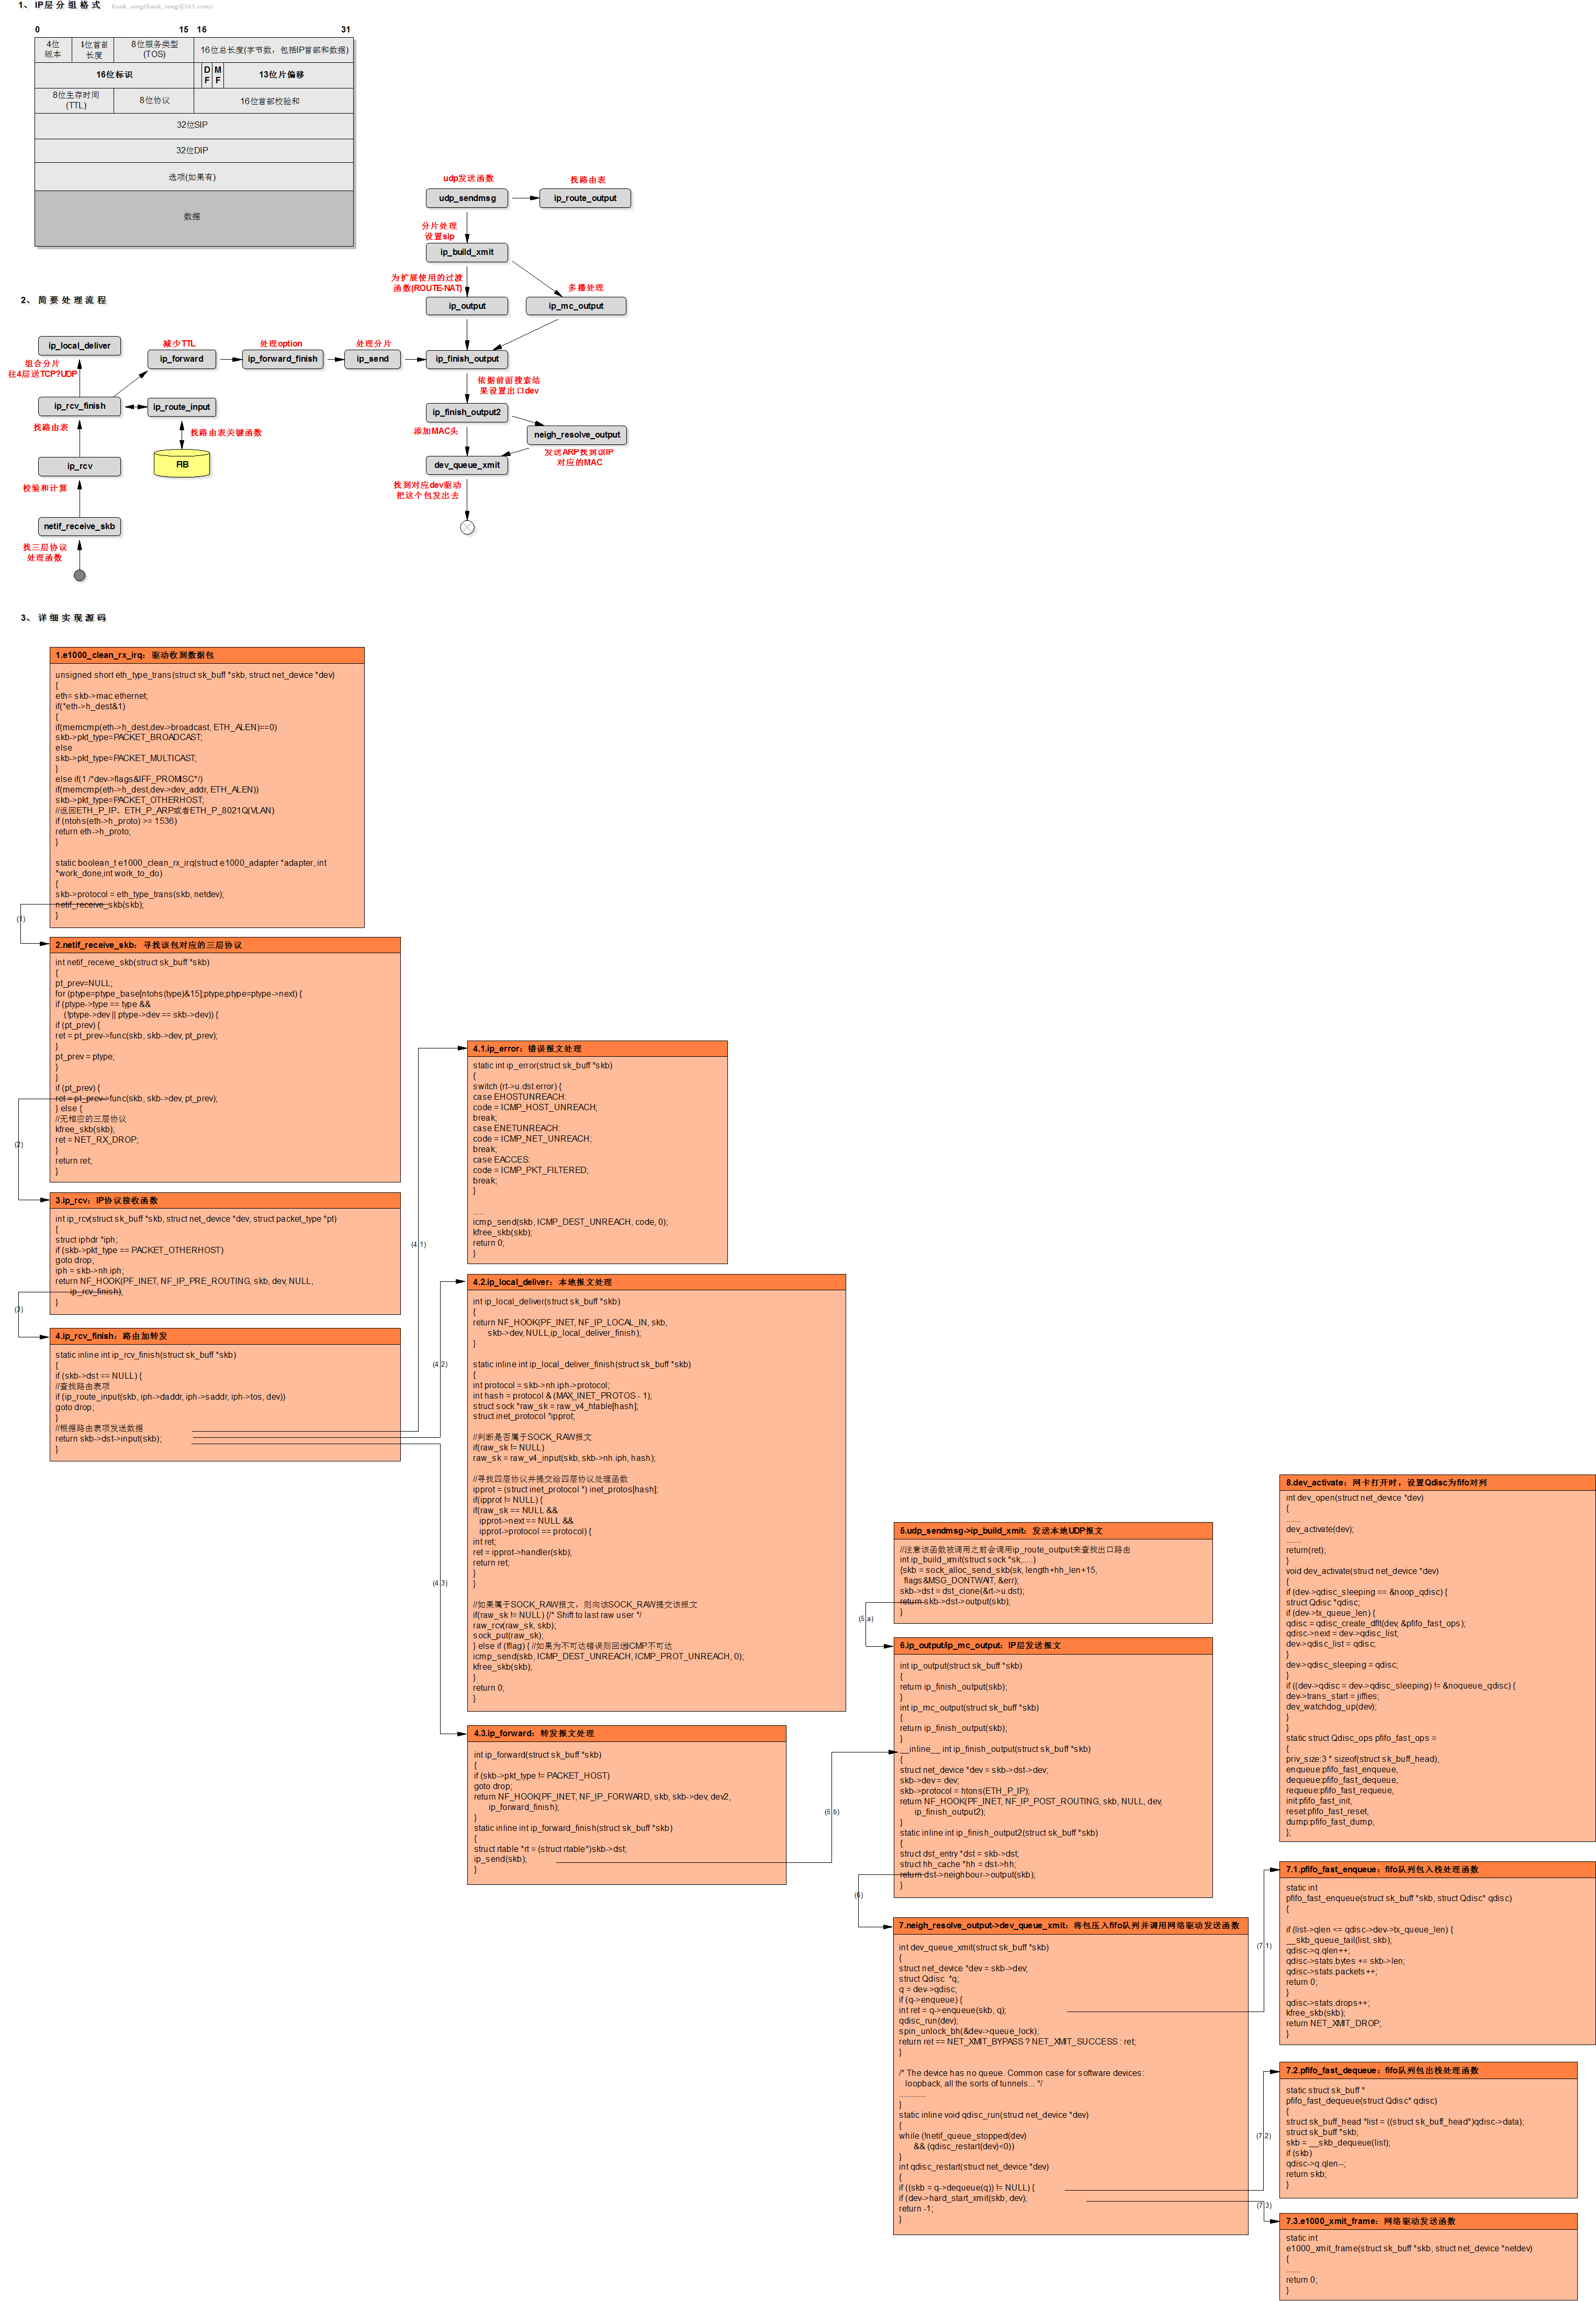 1、IP层分组格式 frank_seng(frank_seng@163.com)
0 15 16 31
4位
版本
4位首部
长度
8位服务类型
(TOS)
16位总长度(字节数，包括IP首部和数据)
16位标识
D
F
M
F
13位片偏移
8位生存时间
(TTL)
8位协议
16位首部校验和
32位SIP
32位DIP
选项(如果有)
数据
2、简要处理流程
udp发送函数
找路由表
udp_sendmsg
ip_route_output
分片处理
设置sip
ip_build_xmit
为扩展使用的过渡
函数(ROUTE-NAT)
多播处理
ip_output
ip_mc_output
ip_local_deliver
组合分片
往4层送TCP?UDP
减少TTL
ip_forward
处理option
ip_forward_finish
处理分片
ip_send
ip_finish_output
依据前面搜索结
果设置出口dev
ip_rcv_finish
ip_route_input
找路由表
找路由表关键函数
FIB
ip_finish_output2
添加MAC头
neigh_resolve_output
发送ARP找到该IP
对应的MAC
dev_queue_xmit
找到对应dev驱动
把这个包发出去
ip_rcv
校验和计算
netif_receive_skb
找三层协议
处理函数
3、详细实现源码
1.e1000_clean_rx_irq：驱动收到数据包
unsigned short eth_type_trans(struct sk_buff *skb, struct net_device *dev)
{
eth= skb->mac.ethernet;
if(*eth->h_dest&1)
{
if(memcmp(eth->h_dest,dev->broadcast, ETH_ALEN)==0)
skb->pkt_type=PACKET_BROADCAST;
else
skb->pkt_type=PACKET_MULTICAST;
}
else if(1 /*dev->flags&IFF_PROMISC*/)
if(memcmp(eth->h_dest,dev->dev_addr, ETH_ALEN))
skb->pkt_type=PACKET_OTHERHOST;
//返回ETH_P_IP、ETH_P_ARP或者ETH_P_8021Q(VLAN)
if (ntohs(eth->h_proto) >= 1536)
return eth->h_proto;
}
static boolean_t e1000_clean_rx_irq(struct e1000_adapter *adapter, int
*work_done,int work_to_do)
{
skb->protocol = eth_type_trans(skb, netdev);
netif_receive_skb(skb);
}
(1)
2.netif_receive_skb：寻找该包对应的三层协议
int netif_receive_skb(struct sk_buff *skb)
{
pt_prev=NULL;
for (ptype=ptype_base[ntohs(type)&15];ptype;ptype=ptype->next) {
if (ptype->type == type &&
(!ptype->dev || ptype->dev == skb->dev)) {
if (pt_prev) {
ret = pt_prev->func(skb, skb->dev, pt_prev);
}
pt_prev = ptype;
}
}
if (pt_prev) {
ret = pt_prev->func(skb, skb->dev, pt_prev);
} else {
//无相应的三层协议
kfree_skb(skb);
ret = NET_RX_DROP;
}
return ret;
}
(2)
3.ip_rcv：IP协议接收函数
int ip_rcv(struct sk_buff *skb, struct net_device *dev, struct packet_type *pt)
{
struct iphdr *iph;
if (skb->pkt_type == PACKET_OTHERHOST)
goto drop;
iph = skb->nh.iph;
return NF_HOOK(PF_INET, NF_IP_PRE_ROUTING, skb, dev, NULL,
ip_rcv_finish);
}
(3)
4.ip_rcv_finish：路由加转发
static inline int ip_rcv_finish(struct sk_buff *skb)
{
if (skb->dst == NULL) {
//查找路由表项
if (ip_route_input(skb, iph->daddr, iph->saddr, iph->tos, dev))
goto drop;
}
//根据路由表项发送数据
return skb->dst->input(skb);
}
(4.1)
(4.2)
(4.3)
4.1.ip_error：错误报文处理
static int ip_error(struct sk_buff *skb)
{
switch (rt->u.dst.error) {
case EHOSTUNREACH:
code = ICMP_HOST_UNREACH;
break;
case ENETUNREACH:
code = ICMP_NET_UNREACH;
break;
case EACCES:
code = ICMP_PKT_FILTERED;
break;
}
.....
icmp_send(skb, ICMP_DEST_UNREACH, code, 0);
kfree_skb(skb);
return 0;
}
4.2.ip_local_deliver：本地报文处理
int ip_local_deliver(struct sk_buff *skb)
{
return NF_HOOK(PF_INET, NF_IP_LOCAL_IN, skb,
skb->dev, NULL,ip_local_deliver_finish);
}
static inline int ip_local_deliver_finish(struct sk_buff *skb)
{
int protocol = skb->nh.iph->protocol;
int hash = protocol & (MAX_INET_PROTOS - 1);
struct sock *raw_sk = raw_v4_htable[hash];
struct inet_protocol *ipprot;
//判断是否属于SOCK_RAW报文
if(raw_sk != NULL)
raw_sk = raw_v4_input(skb, skb->nh.iph, hash);
//寻找四层协议并提交给四层协议处理函数
ipprot = (struct inet_protocol *) inet_protos[hash];
if(ipprot != NULL) {
if(raw_sk == NULL &&
ipprot->next == NULL &&
ipprot->protocol == protocol) {
int ret;
ret = ipprot->handler(skb);
return ret;
}
}
//如果属于SOCK_RAW报文，则向该SOCK_RAW提交该报文
if(raw_sk != NULL) {/* Shift to last raw user */
raw_rcv(raw_sk, skb);
sock_put(raw_sk);
} else if (!flag) { //如果为不可达错误则回送ICMP不可达
icmp_send(skb, ICMP_DEST_UNREACH, ICMP_PROT_UNREACH, 0);
kfree_skb(skb);
}
return 0;
}
4.3.ip_forward：转发报文处理
int ip_forward(struct sk_buff *skb)
{
if (skb->pkt_type != PACKET_HOST)
goto drop;
return NF_HOOK(PF_INET, NF_IP_FORWARD, skb, skb->dev, dev2,
ip_forward_finish);
}
static inline int ip_forward_finish(struct sk_buff *skb)
{
struct rtable *rt = (struct rtable*)skb->dst;
ip_send(skb);
}
5.udp_sendmsg->ip_build_xmit：发送本地UDP报文
//注意该函数被调用之前会调用ip_route_output来查找出口路由
int ip_build_xmit(struct sock *sk,.....)
{skb = sock_alloc_send_skb(sk, length+hh_len+15,
flags&MSG_DONTWAIT, &err);
skb->dst = dst_clone(&rt->u.dst);
return skb->dst->output(skb);
}
(5.a)
(5.b)
6.ip_output/ip_mc_output：IP层发送报文
int ip_output(struct sk_buff *skb)
{
return ip_finish_output(skb);
}
int ip_mc_output(struct sk_buff *skb)
{
return ip_finish_output(skb);
}
__inline__ int ip_finish_output(struct sk_buff *skb)
{
struct net_device *dev = skb->dst->dev;
skb->dev = dev;
skb->protocol = htons(ETH_P_IP);
return NF_HOOK(PF_INET, NF_IP_POST_ROUTING, skb, NULL, dev,
ip_finish_output2);
}
static inline int ip_finish_output2(struct sk_buff *skb)
{
struct dst_entry *dst = skb->dst;
struct hh_cache *hh = dst->hh;
return dst->neighbour->output(skb);
}
(6)
7.neigh_resolve_output->dev_queue_xmit：将包压入fifo队列并调用网络驱动发送函数
int dev_queue_xmit(struct sk_buff *skb)
{
struct net_device *dev = skb->dev;
struct Qdisc  *q;
q = dev->qdisc;
if (q->enqueue) {
int ret = q->enqueue(skb, q);
qdisc_run(dev);
spin_unlock_bh(&dev->queue_lock);
return ret == NET_XMIT_BYPASS ? NET_XMIT_SUCCESS : ret;
}
/* The device has no queue. Common case for software devices:
loopback, all the sorts of tunnels... */
.............
}
static inline void qdisc_run(struct net_device *dev)
{
while (!netif_queue_stopped(dev)
&& (qdisc_restart(dev)<0))
}
int qdisc_restart(struct net_device *dev)
{
if ((skb = q->dequeue(q)) != NULL) {
if (dev->hard_start_xmit(skb, dev);
return -1;
}
(7.1)
(7.2)
(7.3)
8.dev_activate：网卡打开时，设置Qdisc为fifo对列
int dev_open(struct net_device *dev)
{
.......
dev_activate(dev);
.......
return(ret);
}
void dev_activate(struct net_device *dev)
{
if (dev->qdisc_sleeping == &noop_qdisc) {
struct Qdisc *qdisc;
if (dev->tx_queue_len) {
qdisc = qdisc_create_dflt(dev, &pfifo_fast_ops);
qdisc->next = dev->qdisc_list;
dev->qdisc_list = qdisc;
}
dev->qdisc_sleeping = qdisc;
}
if ((dev->qdisc = dev->qdisc_sleeping) != &noqueue_qdisc) {
dev->trans_start = jiffies;
dev_watchdog_up(dev);
}
}
static struct Qdisc_ops pfifo_fast_ops =
{
priv_size:3 * sizeof(struct sk_buff_head),
enqueue:pfifo_fast_enqueue,
dequeue:pfifo_fast_dequeue,
requeue:pfifo_fast_requeue,
init:pfifo_fast_init,
reset:pfifo_fast_reset,
dump:pfifo_fast_dump,
};
7.1.pfifo_fast_enqueue：fifo队列包入栈处理函数
static int
pfifo_fast_enqueue(struct sk_buff *skb, struct Qdisc* qdisc)
{
if (list->qlen <= qdisc->dev->tx_queue_len) {
__skb_queue_tail(list, skb);
qdisc->q.qlen++;
qdisc->stats.bytes += skb->len;
qdisc->stats.packets++;
return 0;
}
qdisc->stats.drops++;
kfree_skb(skb);
return NET_XMIT_DROP;
}
7.2.pfifo_fast_dequeue：fifo队列包出栈处理函数
static struct sk_buff *
pfifo_fast_dequeue(struct Qdisc* qdisc)
{
struct sk_buff_head *list = ((struct sk_buff_head*)qdisc->data);
struct sk_buff *skb;
skb = __skb_dequeue(list);
if (skb)
qdisc->q.qlen--;
return skb;
}
7.3.e1000_xmit_frame：网络驱动发送函数
static int
e1000_xmit_frame(struct sk_buff *skb, struct net_device *netdev)
{
.......
return 0;
}